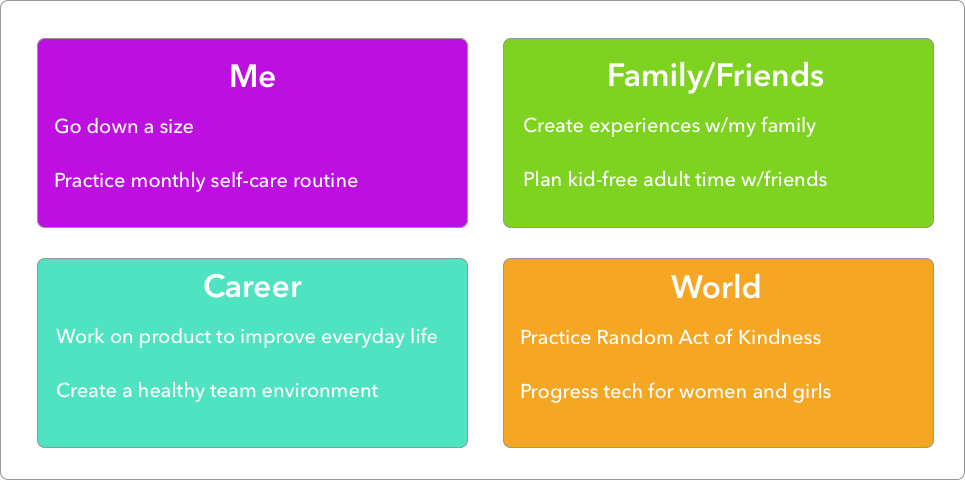 Me
Go down a size
Practice monthly self-care routine
Family/Friends
Create experiences w/my family
Plan kid-free adult time w/friends
Career
Work on product to improve everyday life
Create a healthy team environment
World
Practice Random Act of Kindness
Progress tech for women and girls